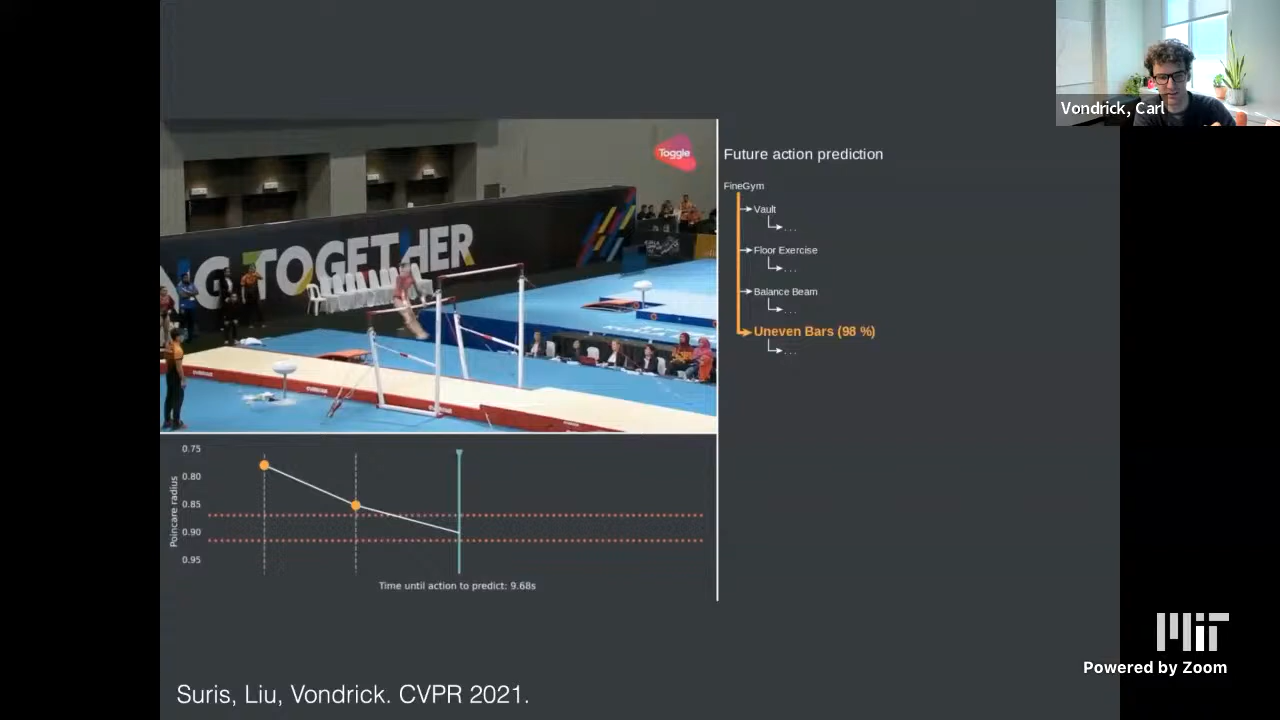 Vondrick, Carl
Toggle
NG TOGETHER
Future action prediction
FineGym
Vault
...
Floor Exercise
...
Balance Beam
...
Uneven Bars (98 %)
...
0.75
0.80
0.85
0.90
0.95
Poincare radius
Time until action to predict: 9.68s
Suris, Liu, Vondrick. CVPR 2021.
MIT
Powered by Zoom